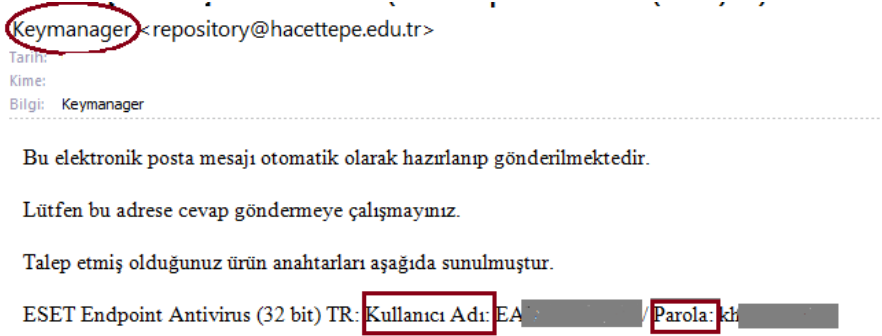 Keymanager <repository@hacettepe.edu.tr>
Tarih:
Kime:
Bilgi: Keymanager
Bu elektronik posta mesajı otomatik olarak hazırlanıp gönderilmektedir.
Lütfen bu adrese cevap göndermeye çalışmayınız.
Talep etmiş olduğunuz ürün anahtarları aşağıda sunulmuştur.
ESET Endpoint Antivirus (32 bit) TR: Kullanıcı Adı: EA / Parola: kh